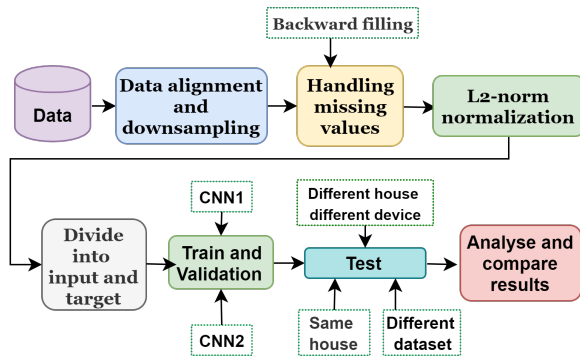 Backward filling
Data
Data alignment
and
downsampling
Handling
missing
values
L2-norm
normalization
CNN1
Different house
different device
Divide
into
input and
target
Train and
Validation
Test
Analyse and
compare
results
CNN2
Same
house
Different
dataset